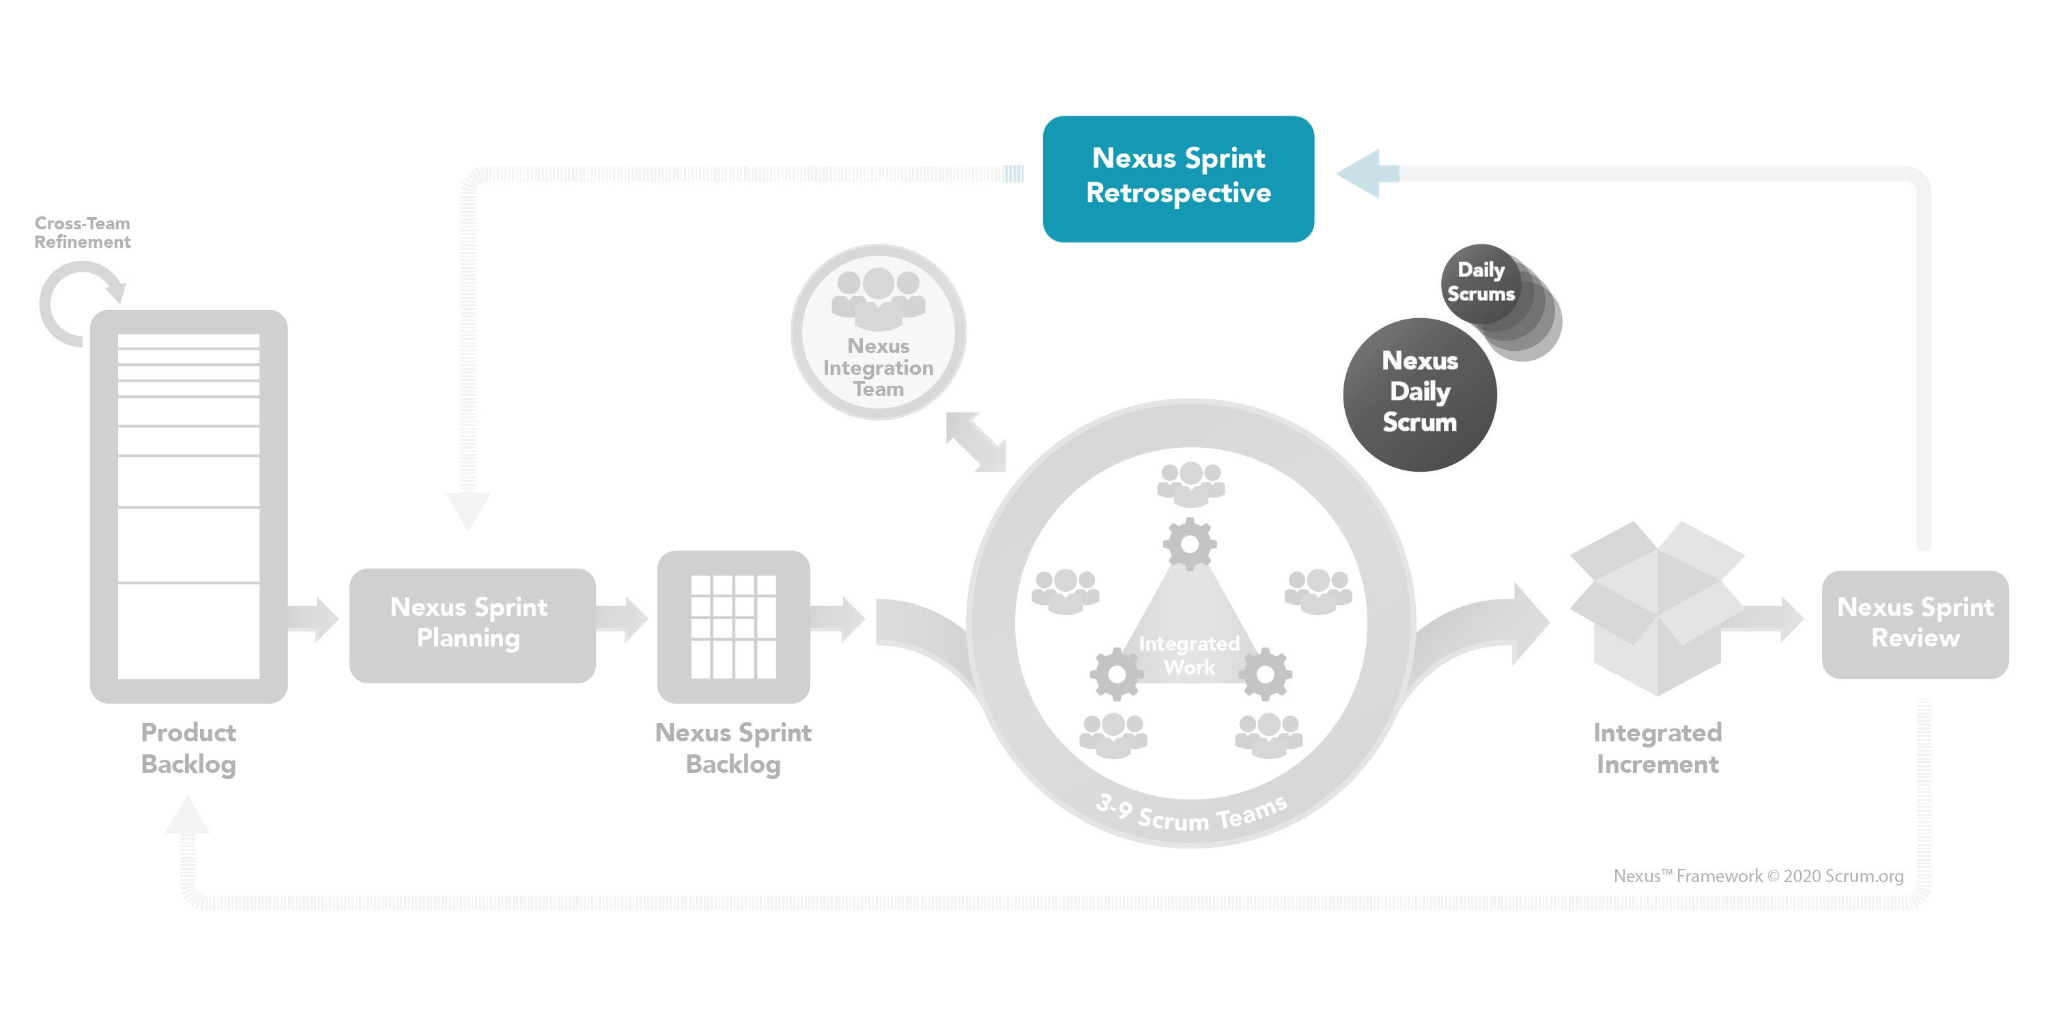 Nexus Sprint
Retrospective
Cross-Team
Refinement
Daily
Scrums
Nexus
Integration
Team
Nexus
Daily
Scrum
Nexus Sprint
Planning
Integrated
Work
Nexus Sprint
Review
Product
Backlog
Nexus Sprint
Backlog
3-9 Scrum Teams
Integrated
Increment
Nexus™ Framework © 2020 Scrum.org